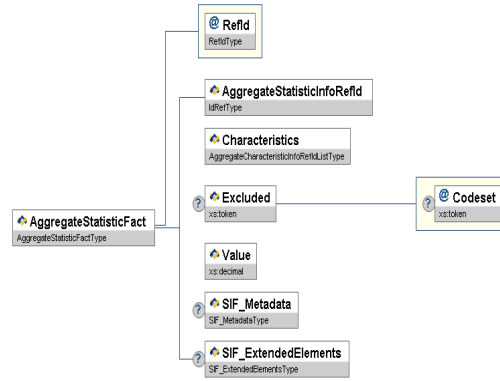 @ RefId
RefIdType
AggregateStatisticInfoRefId
IdRefType
Characteristics
AggregateCharacteristicInfoRefIdListType
? Excluded
xs:token
? @ Codeset
xs:token
AggregateStatisticFact
AggregateStatisticFactType
Value
xs:decimal
? SIF_Metadata
SIF_MetadataType
? SIF_ExtendedElements
SIF_ExtendedElementsType